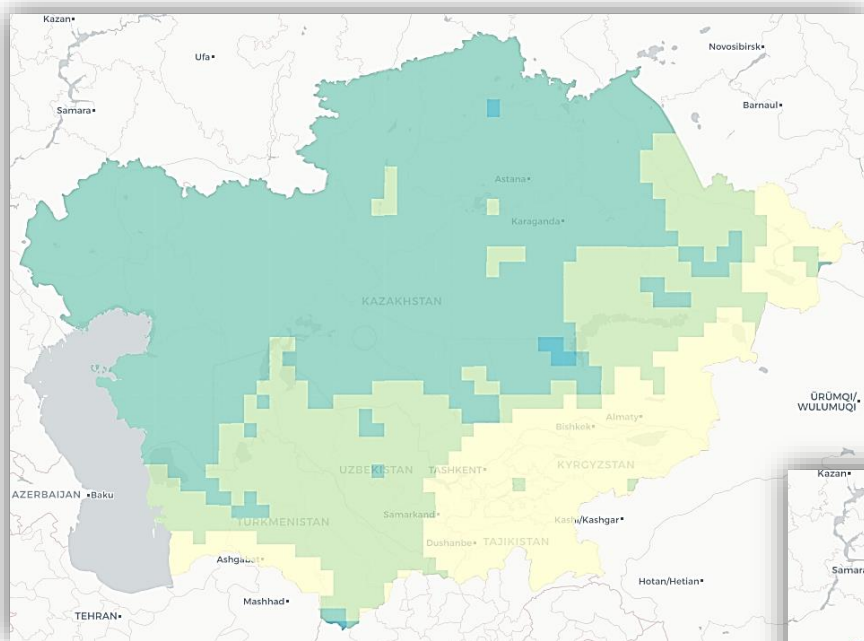 Kazan
Ufa
Novosibirsk
Samara
Barnaul
Astana
Karaganda
KAZAKHSTAN
ÜRÜMQI/
WULUMUQI
Almaty
Bishkek
UZBEKISTAN
TASHKENT
KYRGYZSTAN
AZERBAIJAN
Baku
TURKMENISTAN
Samarkand
Kashi/Kashgar
Dushanbe
TAJIKISTAN
Ashgabat
Hotan/Hetian
Mashhad
TEHRAN
Kazan
Samara